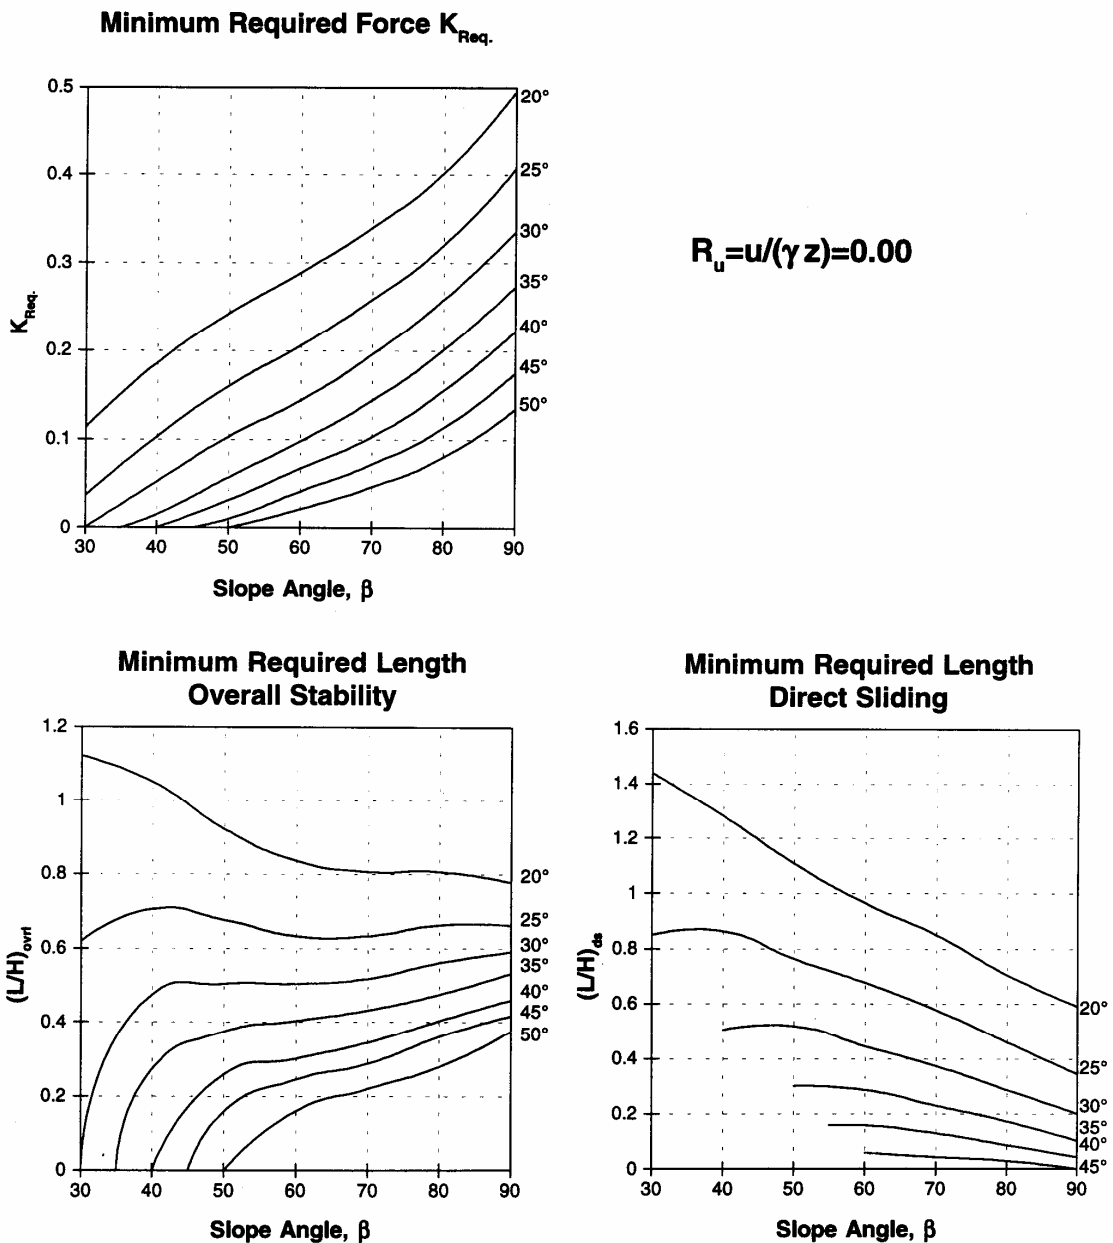 Minimum Required Force K_Req.
0.5
0.4
0.3
0.2
0.1
0
K_Req.
20°
25°
30°
35°
40°
45°
50°
30 40 50 60 70 80 90
Slope Angle, β
R_u=u/(γ z)=0.00
Minimum Required Length
Overall Stability
1.2
1
0.8
0.6
0.4
0.2
0
(L/H)_ovrl
20°
25°
30°
35°
40°
45°
50°
30 40 50 60 70 80 90
Slope Angle, β
Minimum Required Length
Direct Sliding
1.6
1.4
1.2
1
0.8
0.6
0.4
0.2
0
(L/H)_ds
20°
25°
30°
35°
40°
45°
30 40 50 60 70 80 90
Slope Angle, β